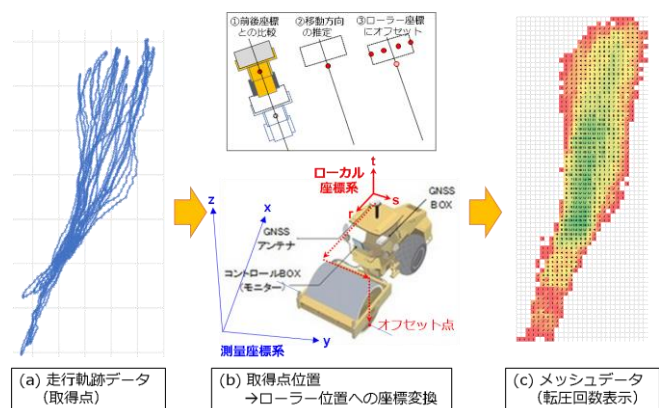 ①前後座標
との比較
②移動方向
の推定
③ローラー座標
にオフセット
ローカル
座標系
t
s
r
GNSS
BOX
z
x
GNSS
アンテナ
コントロールBOX
(モニター)
オフセット点
y
測量座標系
(a) 走行軌跡データ
(取得点)
(b) 取得点位置
→ローラー位置への座標変換
(c) メッシュデータ
(転圧回数表示)